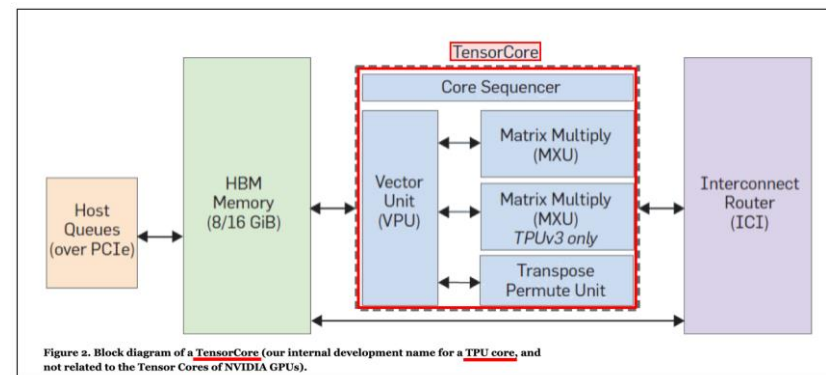 TensorCore
Core Sequencer
Host
Queues
(over PCIe)
HBM
Memory
(8/16 GiB)
Vector
Unit
(VPU)
Matrix Multiply
(MXU)
Matrix Multiply
(MXU)
TPUv3 only
Transpose
Permute Unit
Interconnect
Router
(ICI)
Figure 2. Block diagram of a TensorCore (our internal development name for a TPU core, and
not related to the Tensor Cores of NVIDIA GPUs).